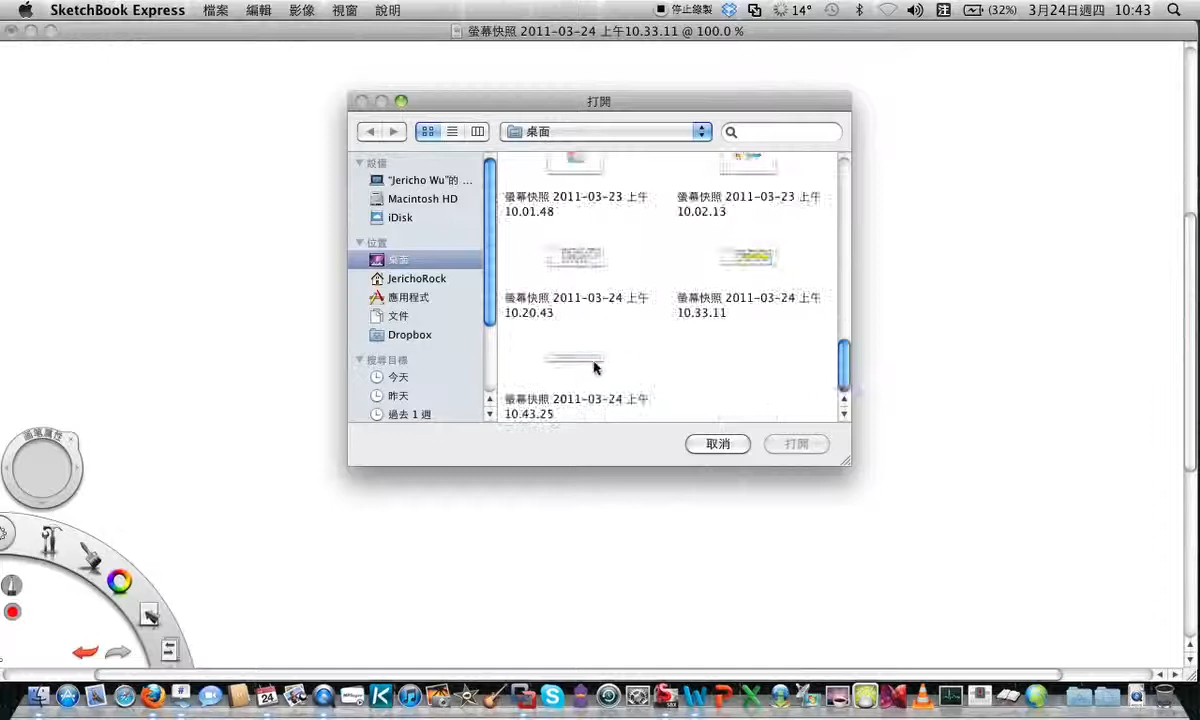 SketchBook Express 檔案 編輯 影像 視窗 說明 停止錄製 14° (32%) 3月24日週四 10:43
螢幕快照 2011-03-24 上午10.33.11 @ 100.0 %
打開
桌面
設備
"Jericho Wu"的 ...
Macintosh HD
iDisk
位置
桌面
JerichoRock
應用程式
文件
Dropbox
搜尋目標
今天
昨天
過去 1 週
螢幕快照 2011-03-23 上午
10.01.48
螢幕快照 2011-03-23 上午
10.02.13
螢幕快照 2011-03-24 上午
10.20.43
螢幕快照 2011-03-24 上午
10.33.11
螢幕快照 2011-03-24 上午
10.43.25
取消
打開
画笔属性
24